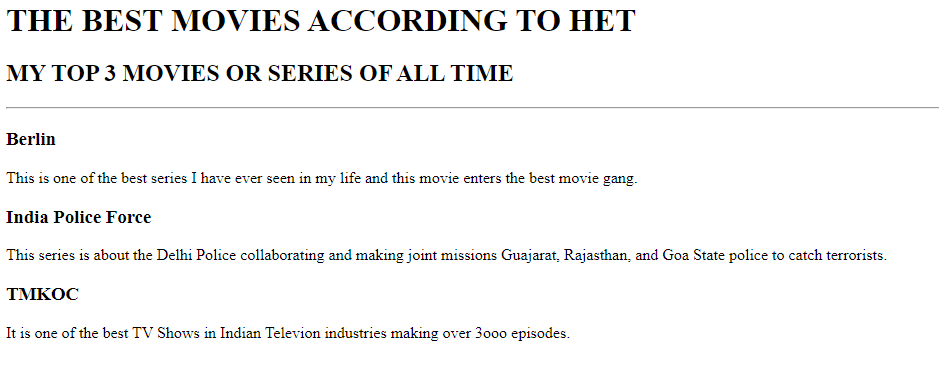 THE BEST MOVIES ACCORDING TO HET
MY TOP 3 MOVIES OR SERIES OF ALL TIME
Berlin
This is one of the best series I have ever seen in my life and this movie enters the best movie gang.
India Police Force
This series is about the Delhi Police collaborating and making joint missions Guajarat, Rajasthan, and Goa State police to catch terrorists.
TMKOC
It is one of the best TV Shows in Indian Televion industries making over 3ooo episodes.